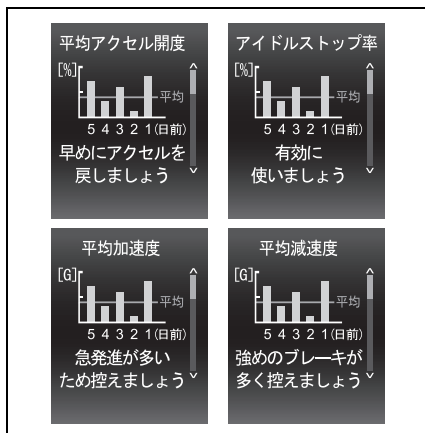 平均アクセル開度
[%]
平均
5 4 3 2 1(日前)
早めにアクセルを
戻しましょう
アイドルストップ率
[%]
平均
5 4 3 2 1(日前)
有効に
使いましょう
平均加速度
[G]
平均
5 4 3 2 1(日前)
急発進が多い
ため控えましょう
平均減速度
[G]
平均
5 4 3 2 1(日前)
強めのブレーキが
多く控えましょう